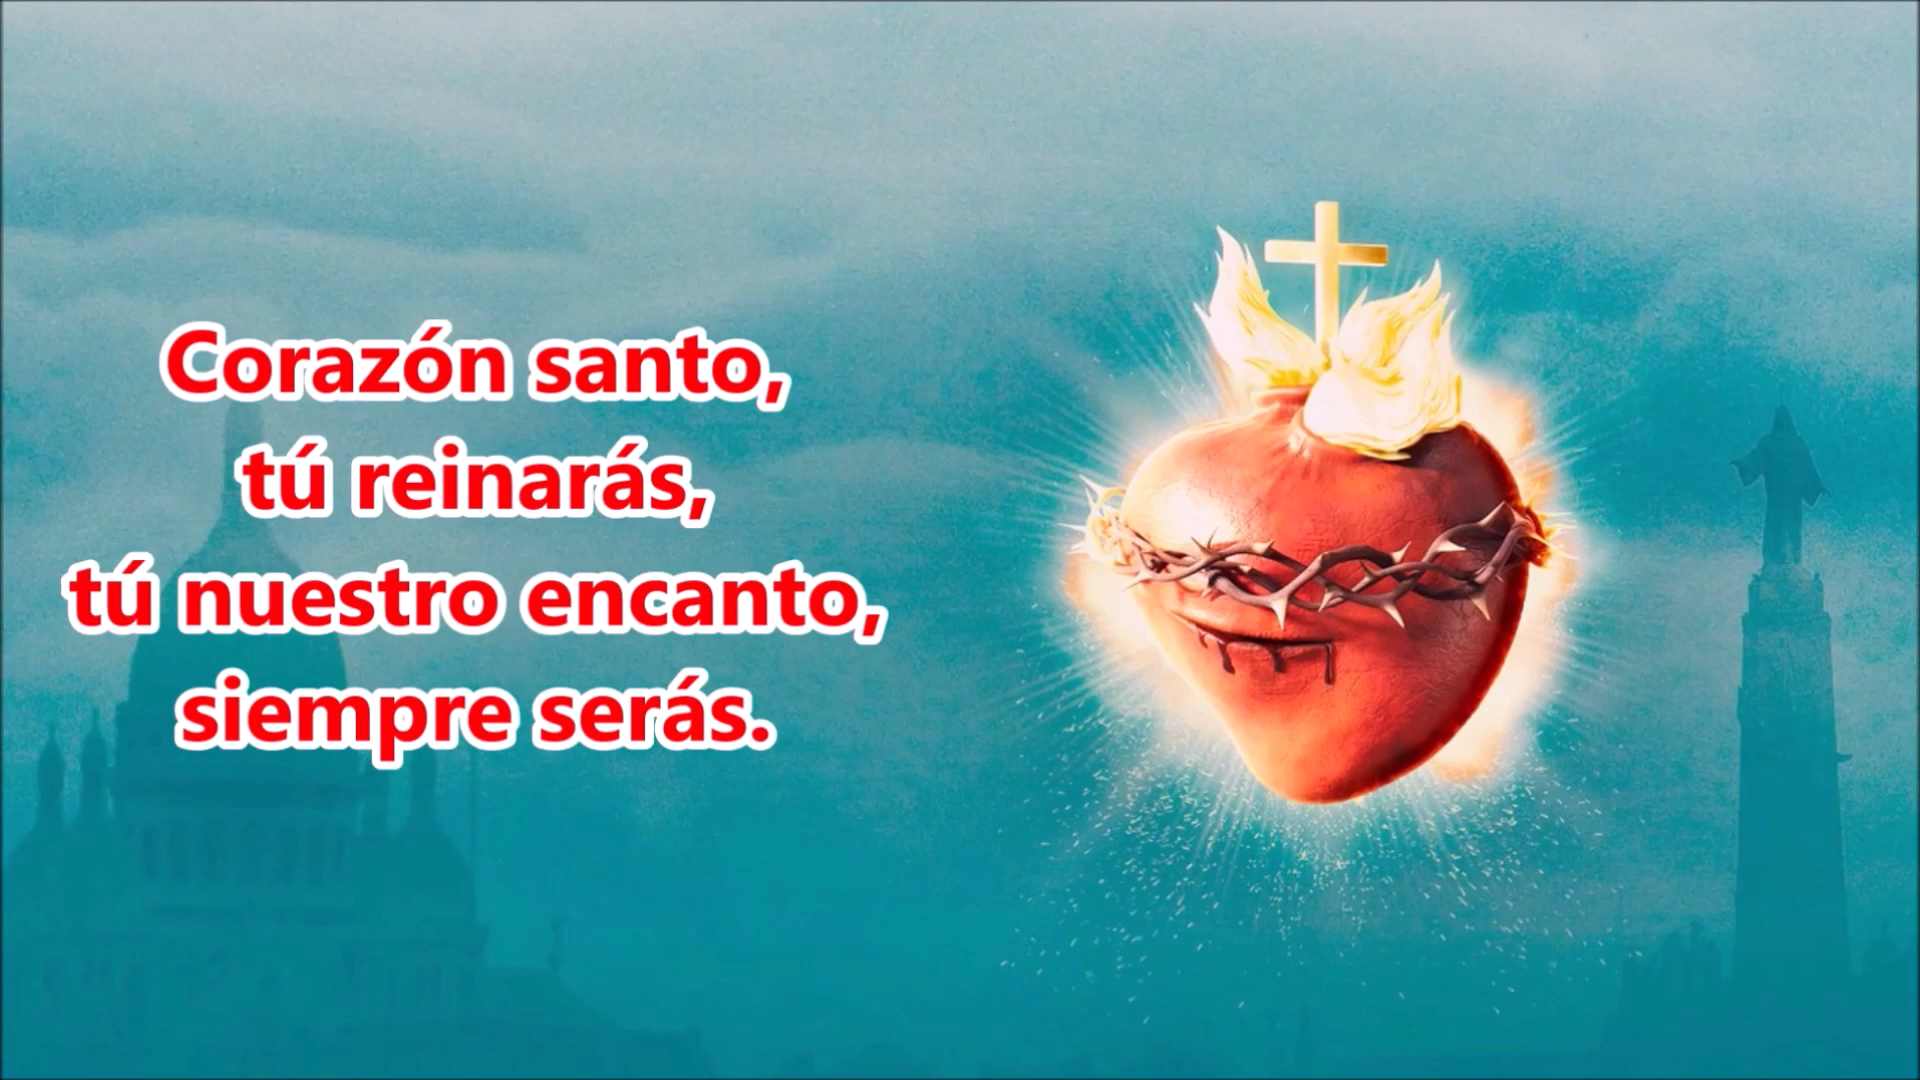 Corazón santo,
tú reinarás,
tú nuestro encanto,
siempre serás.